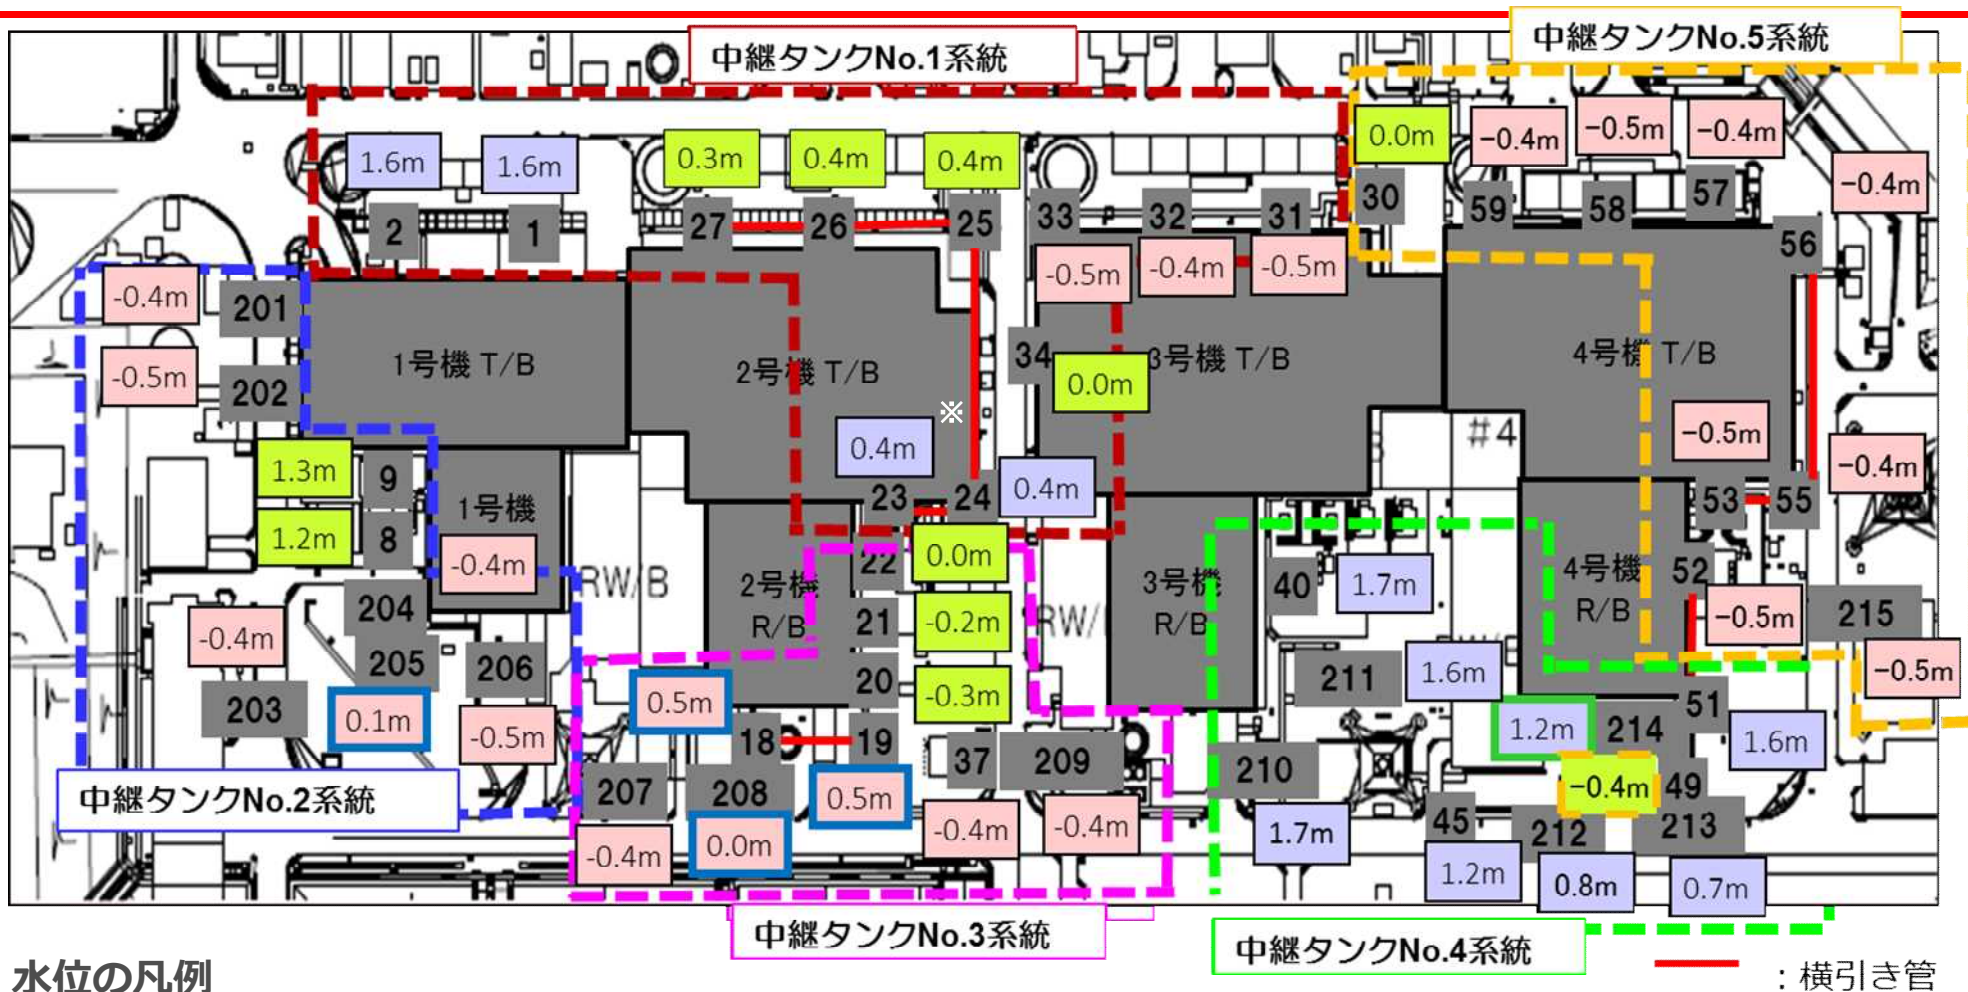 中継タンクNo.1系統
中継タンクNo.5系統
1.6m
1.6m
0.3m
0.4m
0.4m
0.0m
-0.4m
-0.5m
-0.4m
-0.4m
2
1
27
26
25
33
32
31
30
59
58
57
56
-0.5m
-0.4m
-0.5m
-0.4m
201
-0.5m
202
1号機 T/B
2号機 T/B
34
3号機 T/B
0.0m
4号機 T/B
※
0.4m
#4
-0.5m
-0.4m
1.3m
9
1.2m
8
1号機
-0.4m
23
24
0.4m
53
55
RW/B
2号機
R/B
22
0.0m
21
-0.2m
20
-0.3m
RW/
3号機
R/B
40
1.7m
4号機
R/B
52
-0.5m
215
-0.5m
204
-0.4m
205
206
203
0.1m
-0.5m
0.5m
18
19
37
209
211
1.6m
210
1.2m
214
51
1.6m
中継タンクNo.2系統
207
208
0.5m
-0.4m
0.0m
-0.4m
-0.4m
1.7m
-0.4m
49
45
212
213
1.2m
0.8m
0.7m
中継タンクNo.3系統
中継タンクNo.4系統
水位の凡例
：横引き管